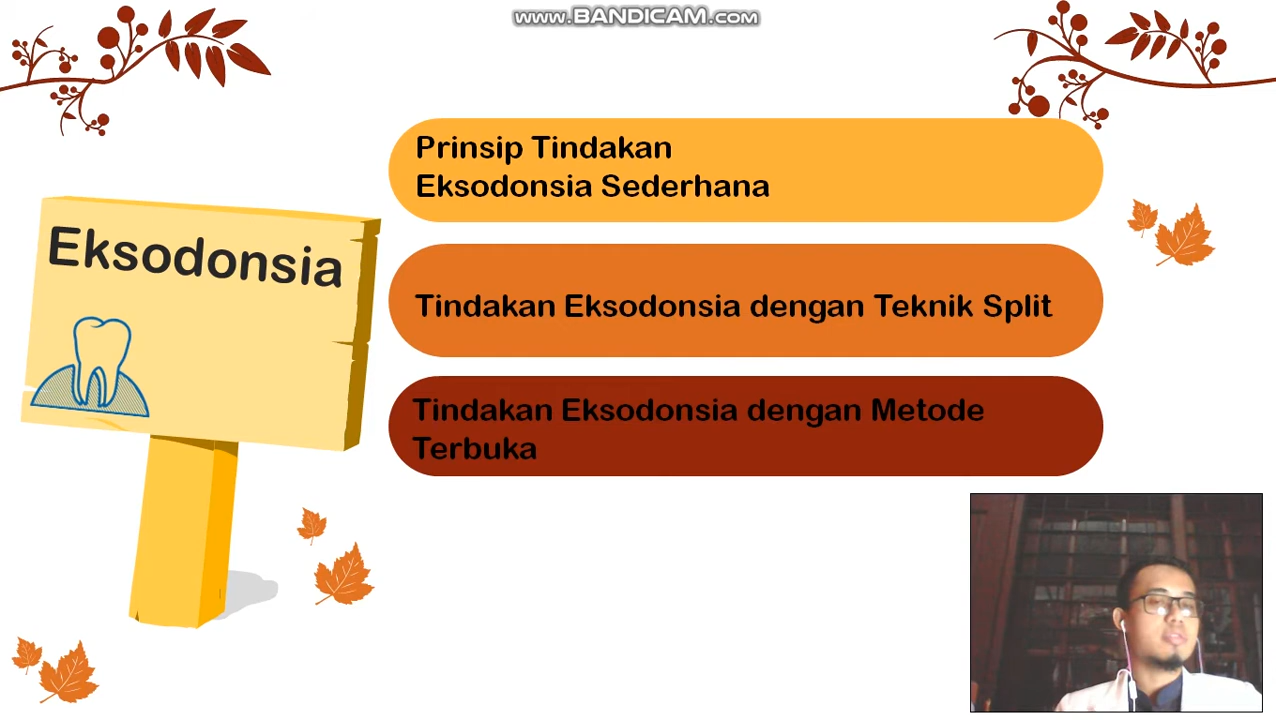 www.BANDICAM.com
Eksodonsia
Prinsip Tindakan
Eksodonsia Sederhana
Tindakan Eksodonsia dengan Teknik Split
Tindakan Eksodonsia dengan Metode
Terbuka